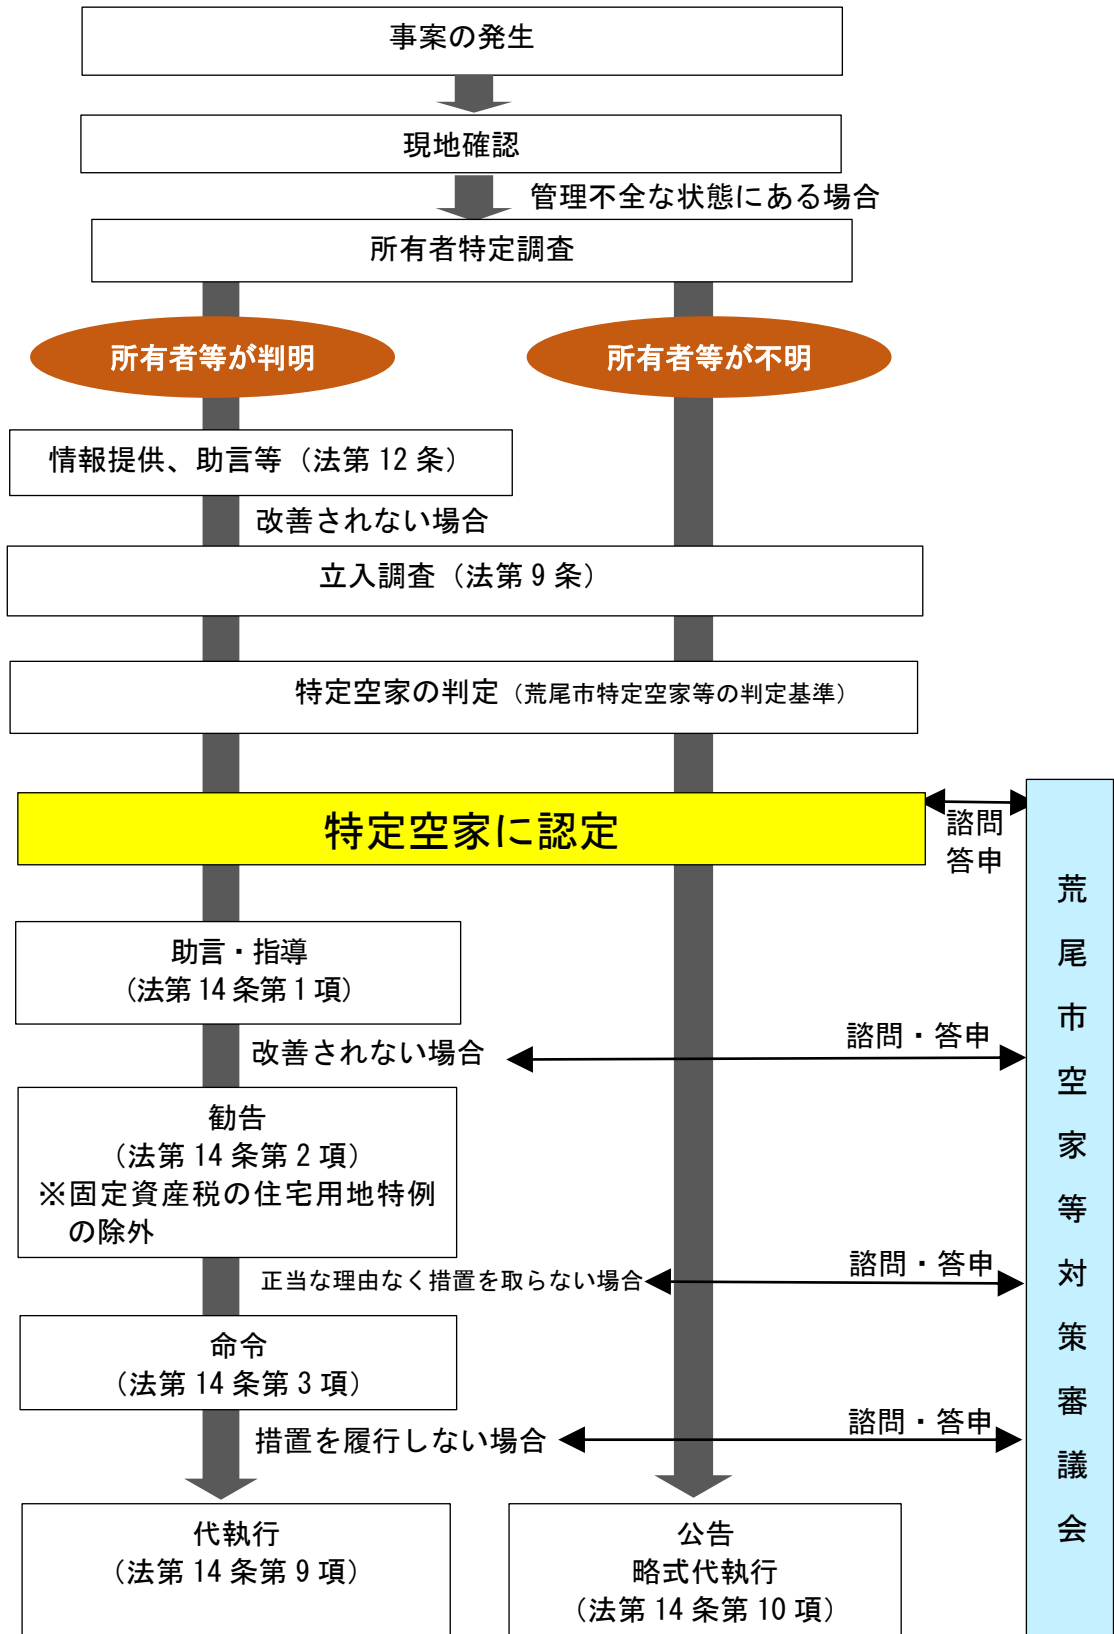 事案の発生
現地確認
管理不全な状態にある場合
所有者特定調査
所有者等が判明
所有者等が不明
情報提供、助言等（法第 12 条）
改善されない場合
立入調査（法第 9 条）
特定空家の判定（荒尾市特定空家等の判定基準）
特定空家に認定
諮問
答申
助言・指導
（法第 14 条第 1 項）
改善されない場合
諮問・答申
勧告
（法第 14 条第 2 項）
※固定資産税の住宅用地特例
の除外
正当な理由なく措置を取らない場合
諮問・答申
命令
（法第 14 条第 3 項）
措置を履行しない場合
諮問・答申
代執行
（法第 14 条第 9 項）
公告
略式代執行
（法第 14 条第 10 項）
荒尾市空家等対策審議会